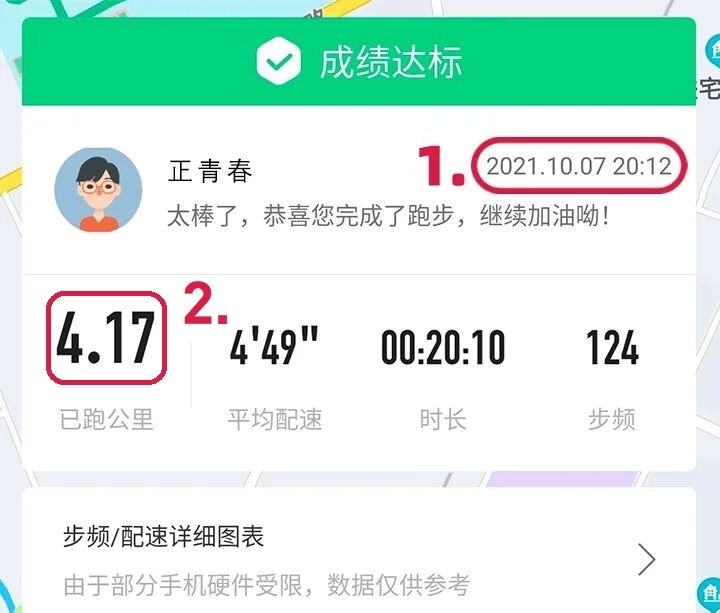 成绩达标
正青春
1.
2021.10.07 20:12
太棒了，恭喜您完成了跑步，继续加油呦！
2.
4.17
4'49"
00:20:10
124
已跑公里
平均配速
时长
步频
步频/配速详细图表
由于部分手机硬件受限，数据仅供参考
路
宅